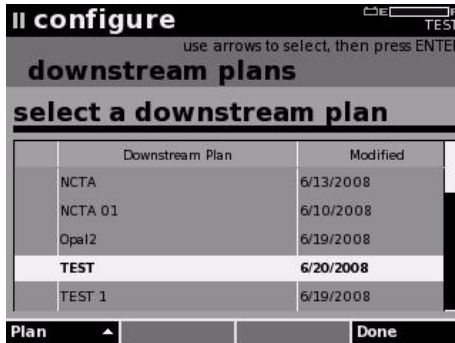 configure
E F
TEST
use arrows to select, then press ENTER
downstream plans
select a downstream plan
Downstream Plan Modified
NCTA 6/13/2008
NCTA 01 6/10/2008
Opal2 6/19/2008
TEST 6/20/2008
TEST 1 6/19/2008
Plan Done